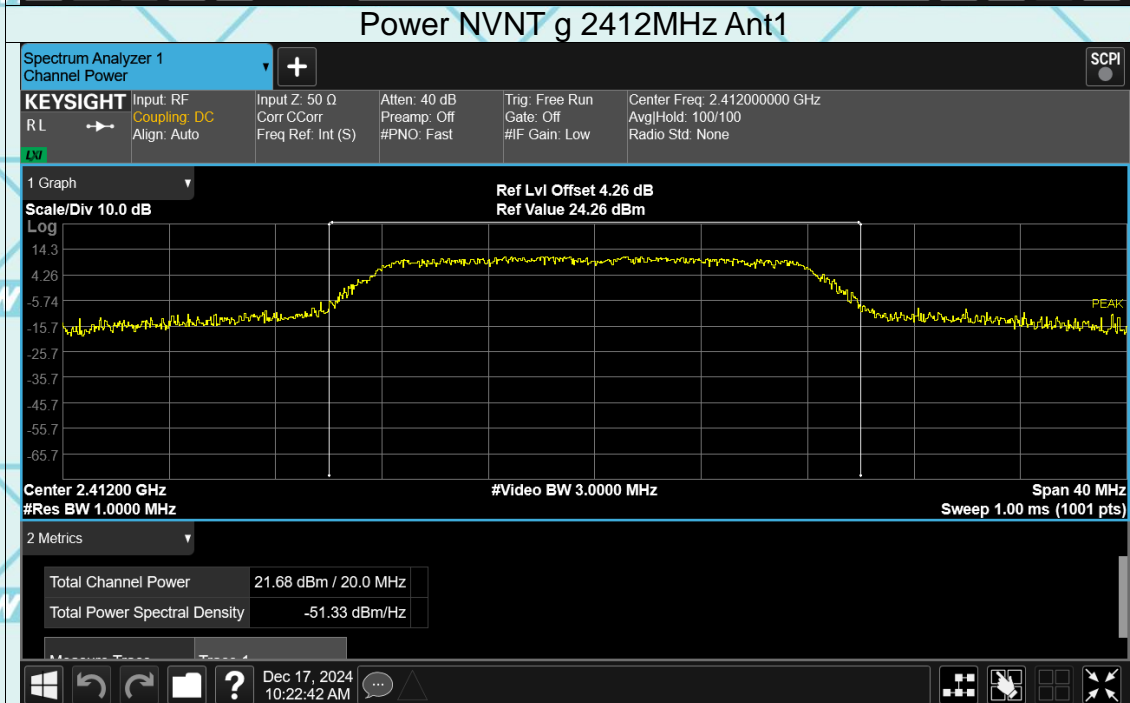 Power NVNT g 2412MHz Ant1
Spectrum Analyzer 1
Channel Power
SCPI
KEYSIGHT
RL
LXI
Input: RF
Coupling: DC
Align: Auto
Input Z: 50 Ω
Corr CCorr
Freq Ref: Int (S)
Atten: 40 dB
Preamp: Off
#PNO: Fast
Trig: Free Run
Gate: Off
#IF Gain: Low
Center Freq: 2.412000000 GHz
Avg|Hold: 100/100
Radio Std: None
1 Graph
Scale/Div 10.0 dB
Ref Lvl Offset 4.26 dB
Ref Value 24.26 dBm
Log
14.3
4.26
-5.74
-15.7
-25.7
-35.7
-45.7
-55.7
-65.7
PEAK
Center 2.41200 GHz
#Res BW 1.0000 MHz
#Video BW 3.0000 MHz
Span 40 MHz
Sweep 1.00 ms (1001 pts)
2 Metrics
Total Channel Power 21.68 dBm / 20.0 MHz
Total Power Spectral Density -51.33 dBm/Hz
Dec 17, 2024
10:22:42 AM